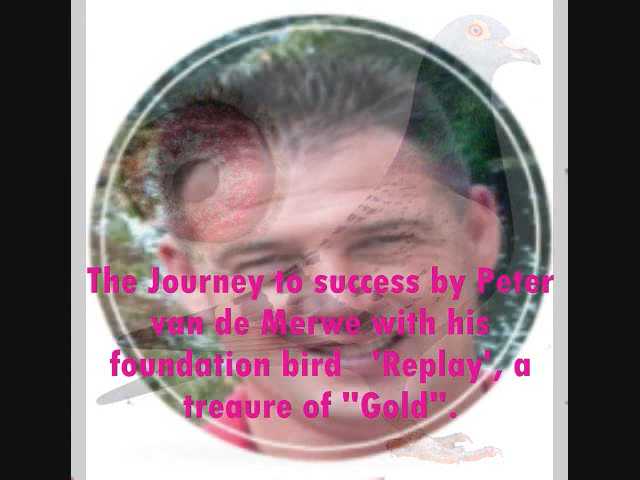 The Journey to success by Peter
van de Merwe with his
foundation bird 'Replay', a
treaure of "Gold".